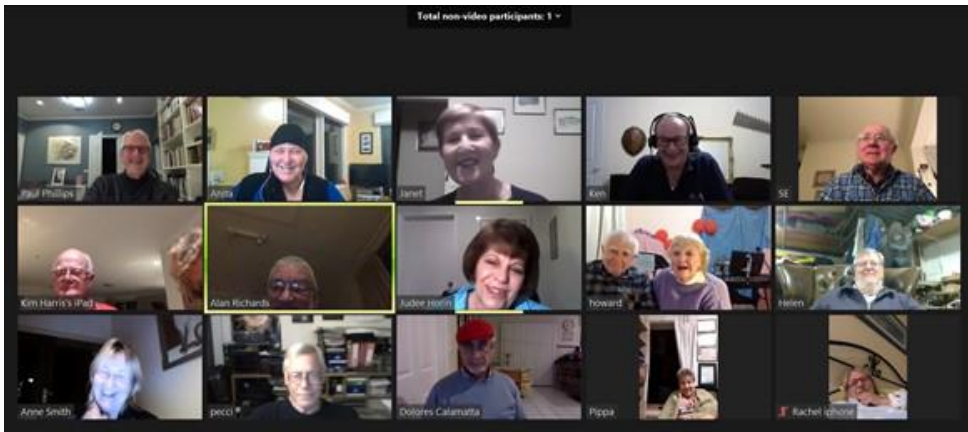 Total non-video participants: 1
Paul Phillips
Anita
Janet
Ken
SE
Kim Harris's iPad
Alan Richards
Judee Horin
howard
Helen
Anne Smith
pecci
Dolores Calamatta
Pippa
Rachel iphone